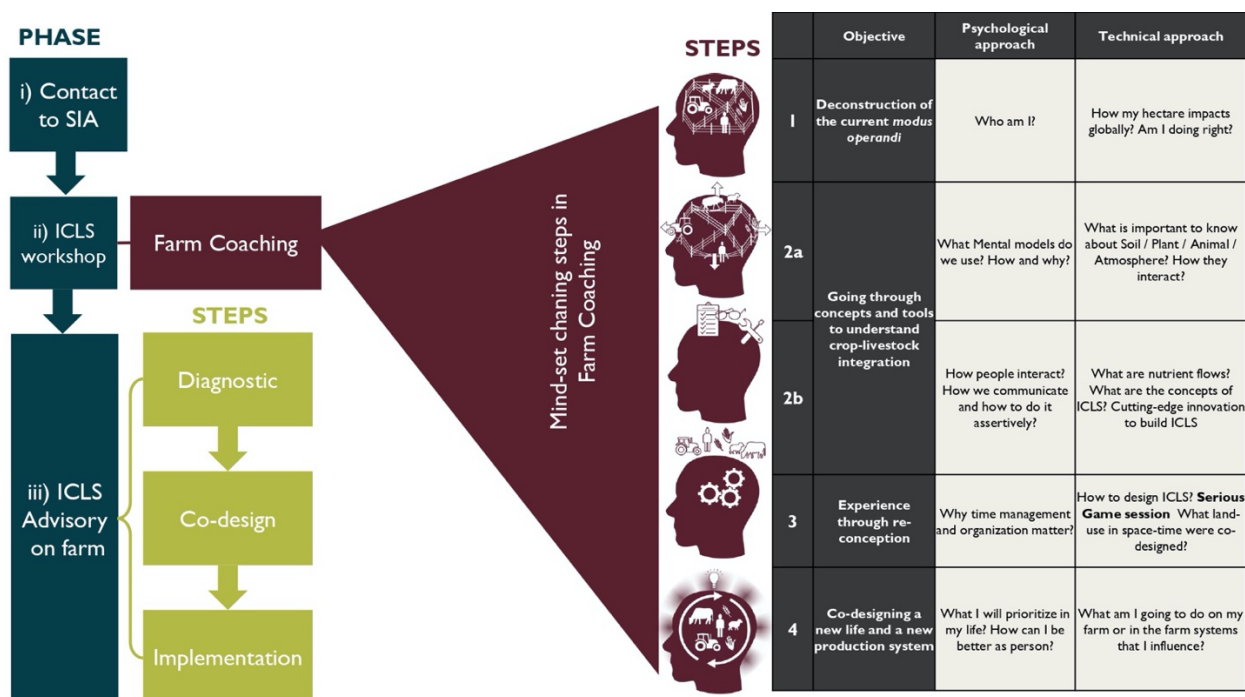 PHASE
i) Contact
to SIA
ii) ICLS
workshop
Farm Coaching
STEPS
iii) ICLS
Advisory
on farm
Diagnostic
Co-design
Implementation
Mind-set chaning steps in
Farm Coaching
STEPS
Objective
Psychological
approach
Technical approach
1
Deconstruction of
the current modus
operandi
Who am I?
How my hectare impacts
globally? Am I doing right?
2a
Going through
concepts and tools
to understand
crop-livestock
integration
What Mental models do
we use? How and why?
What is important to know
about Soil / Plant / Animal /
Atmosphere? How they
interact?
2b
How people interact?
How we communicate
and how to do it
assertively?
What are nutrient flows?
What are the concepts of
ICLS? Cutting-edge innovation
to build ICLS
3
Experience
through re-
conception
Why time management
and organization matter?
How to design ICLS? Serious
Game session What land-
use in space-time were co-
designed?
4
Co-designing a
new life and a new
production system
What I will prioritize in
my life? How can I be
better as person?
What am I going to do on my
farm or in the farm systems
that I influence?